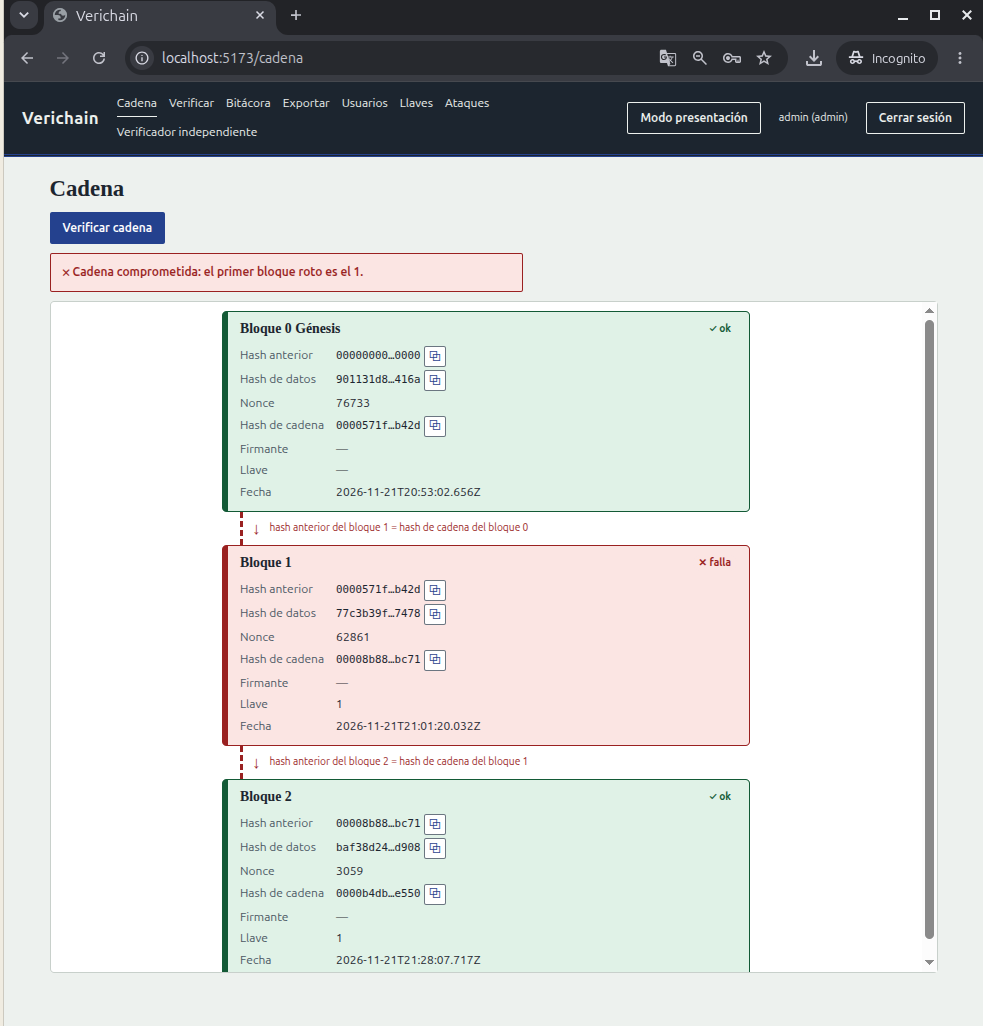 Verichain
localhost:5173/cadena
Incognito
Verichain
Cadena Verificar Bitácora Exportar Usuarios Llaves Ataques
Verificador independiente
Modo presentación
admin (admin)
Cerrar sesión
Cadena
Verificar cadena
× Cadena comprometida: el primer bloque roto es el 1.
Bloque 0 Génesis ✓ ok
Hash anterior 00000000…0000
Hash de datos 901131d8…416a
Nonce 76733
Hash de cadena 0000571f…b42d
Firmante —
Llave —
Fecha 2026-11-21T20:53:02.656Z
↓ hash anterior del bloque 1 = hash de cadena del bloque 0
Bloque 1 × falla
Hash anterior 0000571f…b42d
Hash de datos 77c3b39f…7478
Nonce 62861
Hash de cadena 00008b88…bc71
Firmante —
Llave 1
Fecha 2026-11-21T21:01:20.032Z
↓ hash anterior del bloque 2 = hash de cadena del bloque 1
Bloque 2 ✓ ok
Hash anterior 00008b88…bc71
Hash de datos baf38d24…d908
Nonce 3059
Hash de cadena 0000b4db…e550
Firmante —
Llave 1
Fecha 2026-11-21T21:28:07.717Z